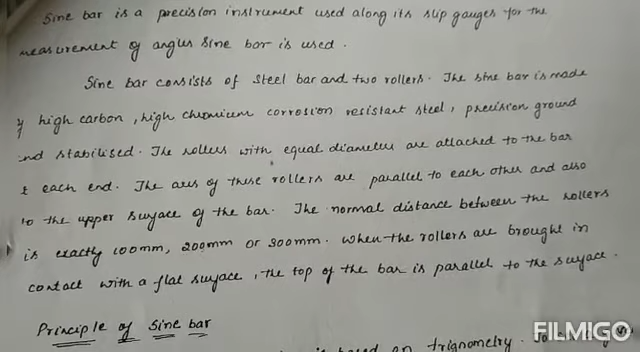 Sine bar is a precision instrument used along its slip gauges for the
measurement of angles sine bar is used.
Sine bar consists of steel bar and two rollers. The sine bar is made
of high carbon, high chromium corrosion resistant steel, precision ground
and stabilised. The rollers with equal diameter are attached to the bar
t each end. The axes of these rollers are parallel to each other and also
to the upper surface of the bar. The normal distance between the rollers
is exactly 100mm, 200mm or 300mm. when the rollers are brought in
contact with a flat surface, the top of the bar is parallel to the surface.
Principle of sine bar
is based on trignometry.
FILMIGO